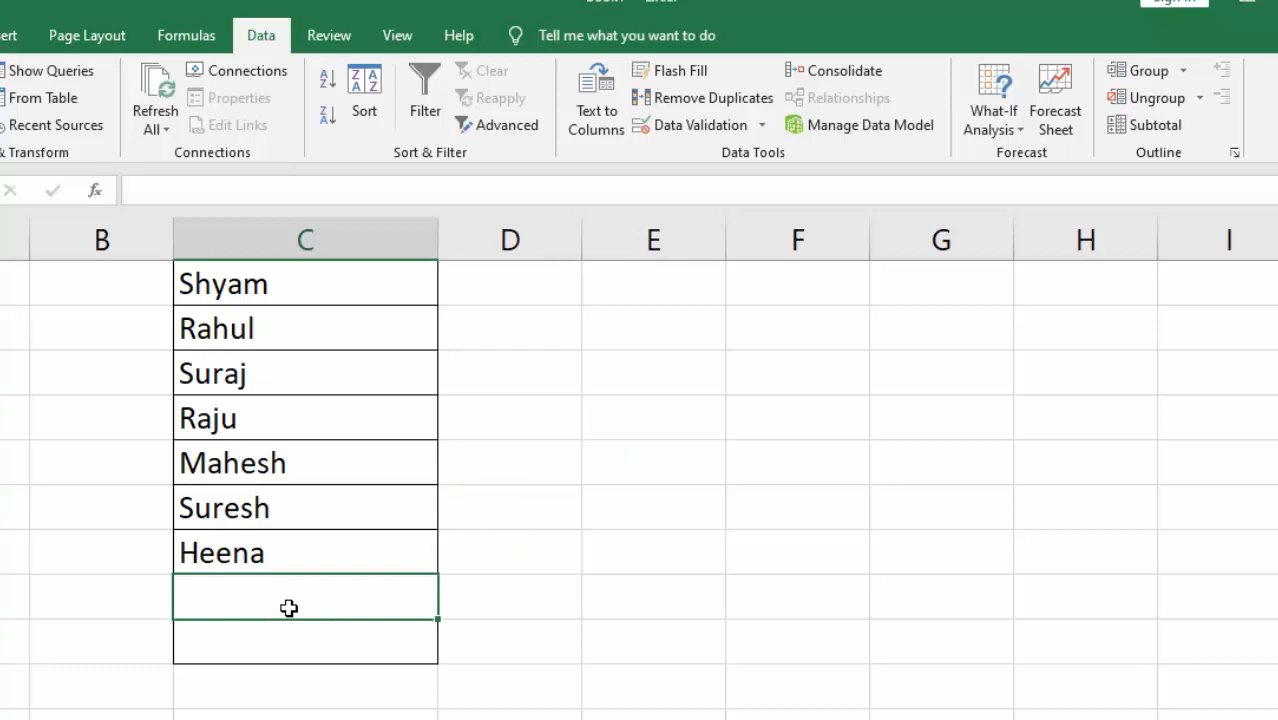 ert Page Layout Formulas Data Review View Help Tell me what you want to do
Show Queries
From Table
Recent Sources
& Transform
Refresh
All
Connections
Properties
Edit Links
Connections
Sort
Filter
Clear
Reapply
Advanced
Sort & Filter
Text to
Columns
Flash Fill
Remove Duplicates
Data Validation
Consolidate
Relationships
Manage Data Model
Data Tools
What-If
Analysis
Forecast
Sheet
Forecast
Group
Ungroup
Subtotal
Outline
fx
B C D E F G H I
Shyam
Rahul
Suraj
Raju
Mahesh
Suresh
Heena